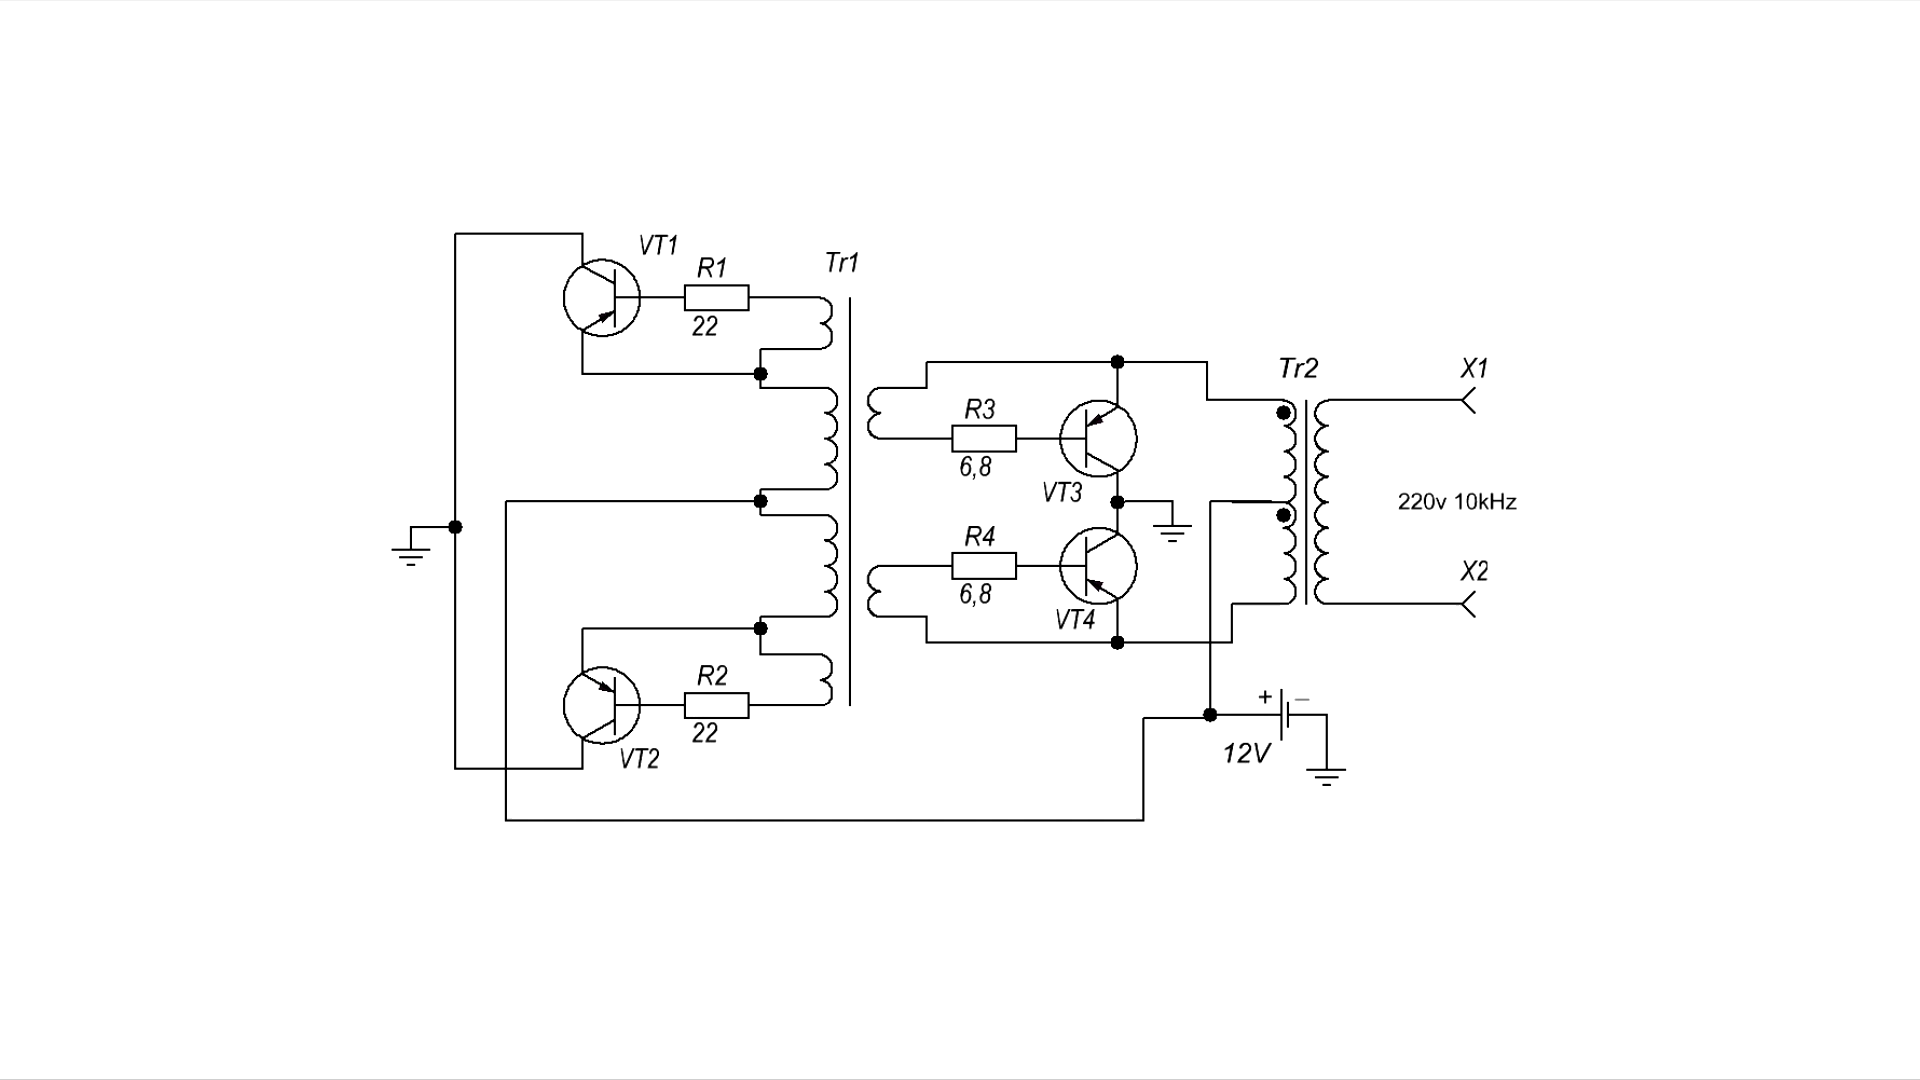 VT1
R1
22
Tr1
R3
6,8
VT3
R4
6,8
VT4
R2
22
VT2
Tr2
X1
220v 10kHz
X2
+ –
12V